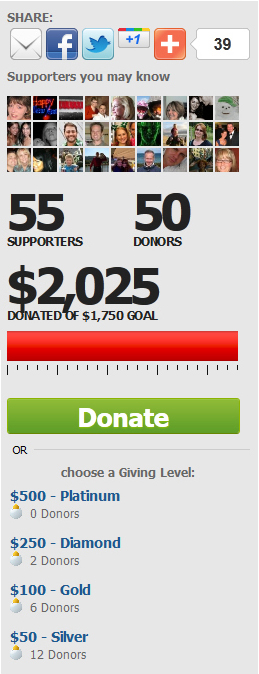 SHARE:
+1
39
Supporters you may know
55 50
SUPPORTERS DONORS
$2,025
DONATED OF $1,750 GOAL
Donate
OR
choose a Giving Level:
$500 - Platinum
0 Donors
$250 - Diamond
2 Donors
$100 - Gold
6 Donors
$50 - Silver
12 Donors